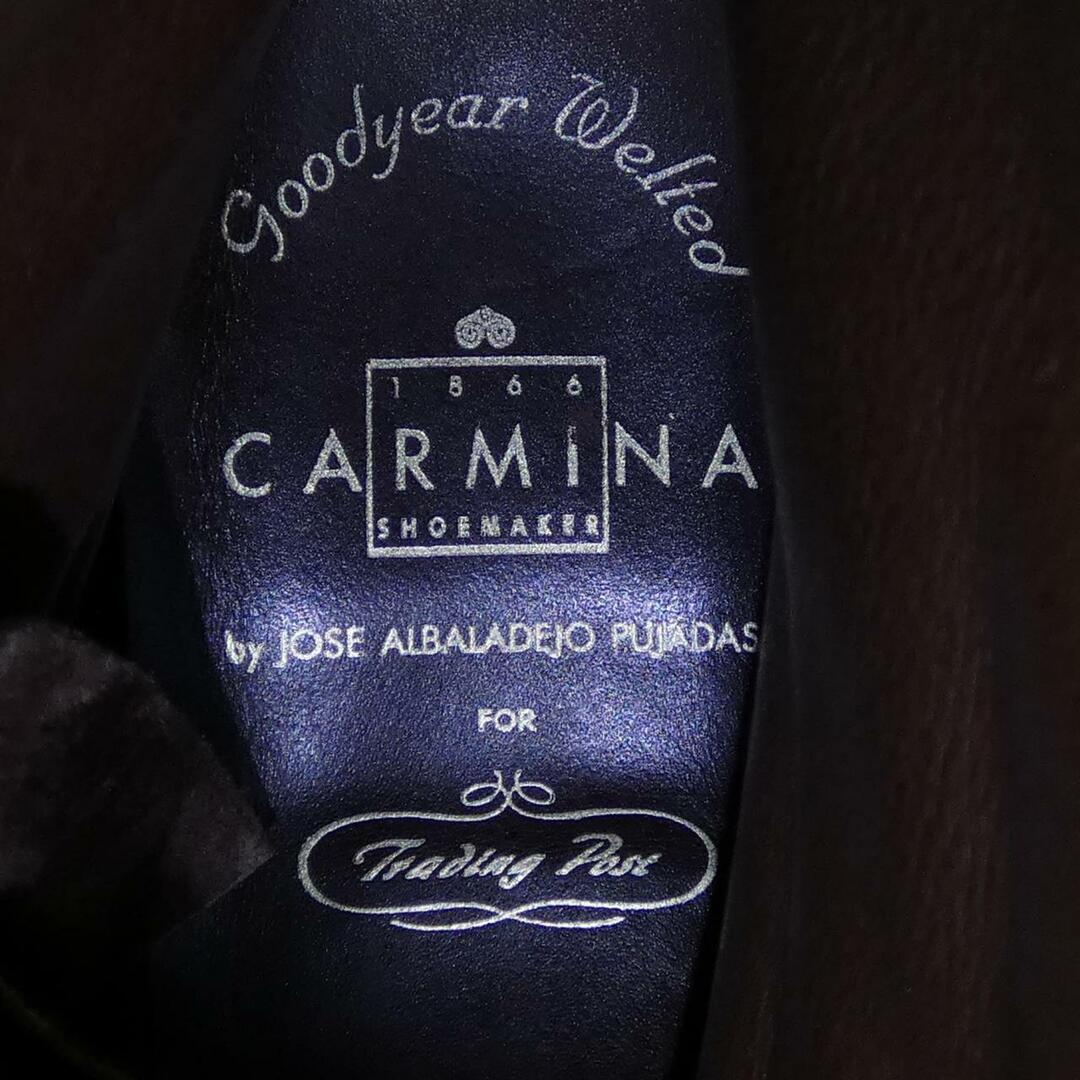 Goodyear Welted
1866
CARMINA
SHOEMAKER
by JOSE ALBALADEJO PUJADAS
FOR
Trading Post